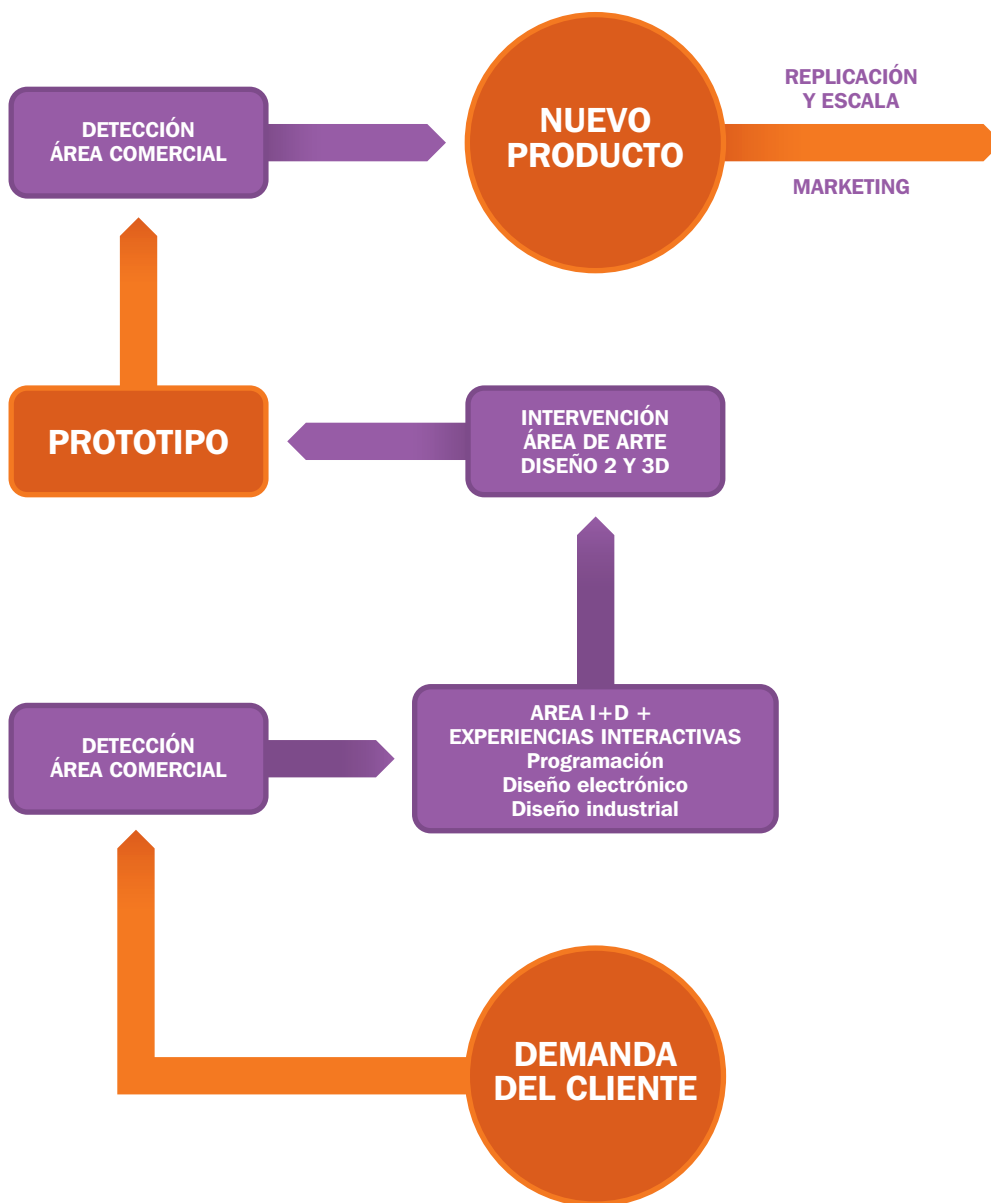 REPLICACIÓN
Y ESCALA
NUEVO
PRODUCTO
DETECCIÓN
ÁREA COMERCIAL
MARKETING
INTERVENCIÓN
ÁREA DE ARTE
DISEÑO 2 Y 3D
PROTOTIPO
AREA I+D +
EXPERIENCIAS INTERACTIVAS
Programación
Diseño electrónico
Diseño industrial
DETECCIÓN
ÁREA COMERCIAL
DEMANDA
DEL CLIENTE